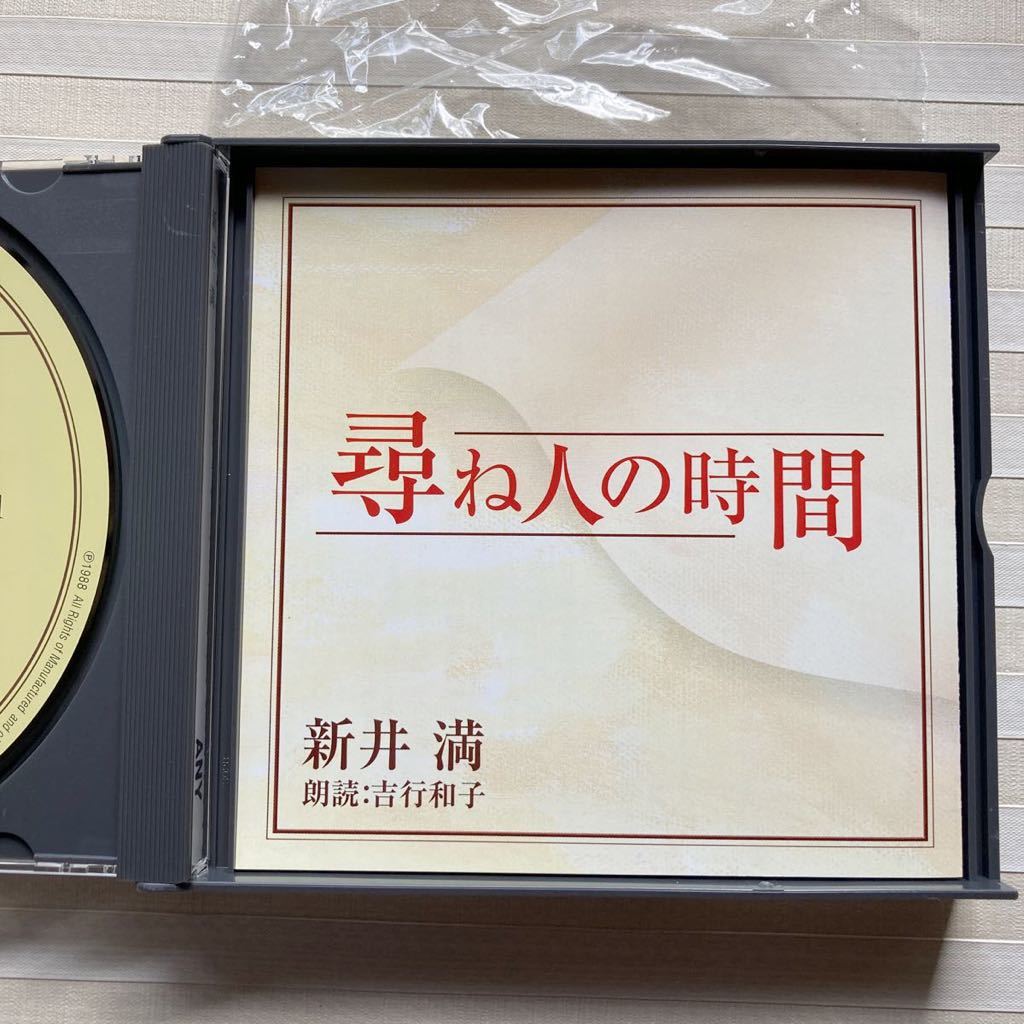 尋ね人の時間
新井 満
朗読:吉行和子
℗1988 All Rights of Manufactured and
ANY